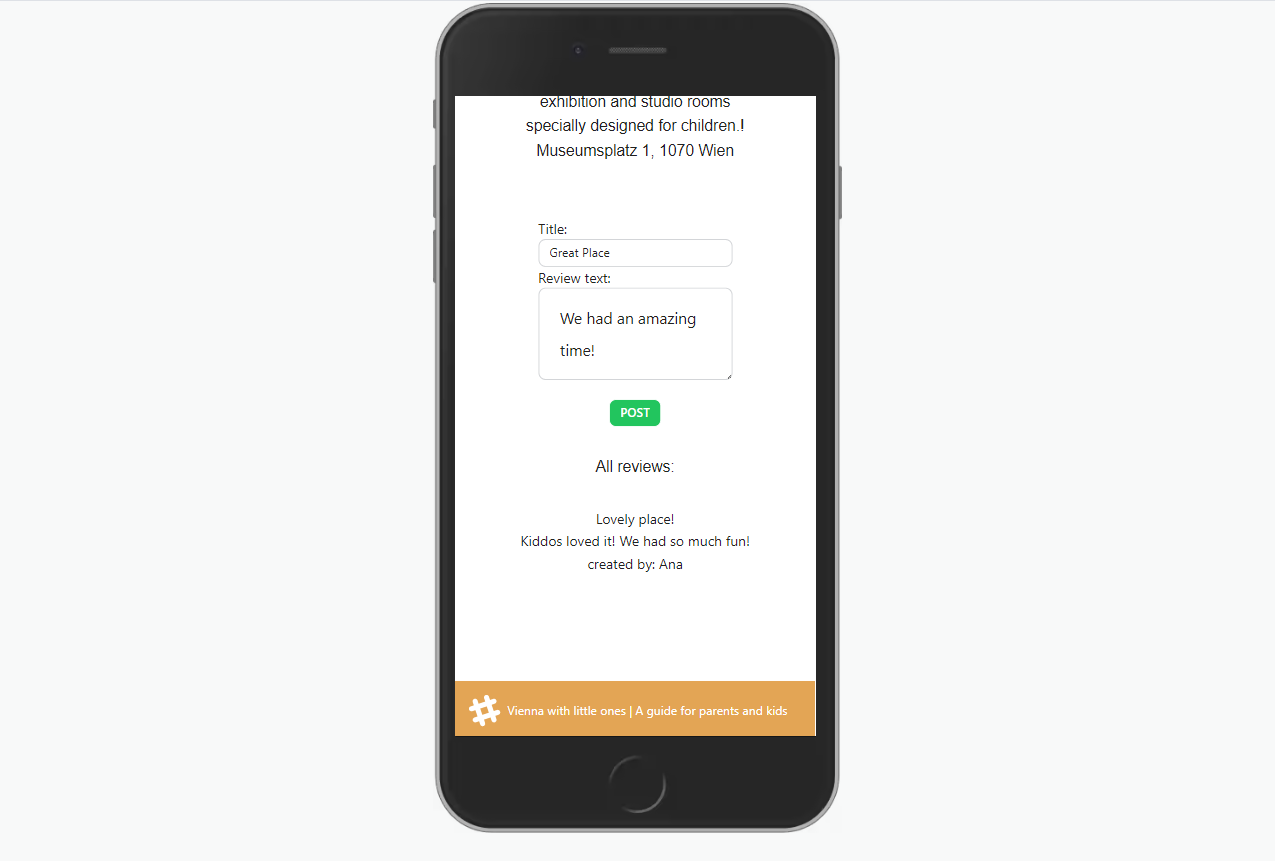 exhibition and studio rooms
specially designed for children.!
Museumsplatz 1, 1070 Wien
Title:
Great Place
Review text:
We had an amazing
time!
POST
All reviews:
Lovely place!
Kiddos loved it! We had so much fun!
created by: Ana
Vienna with little ones | A guide for parents and kids